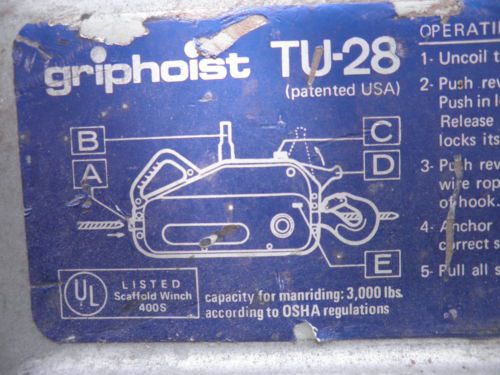 griphoist TU-28
(patented USA)
B
A
C
D
E
UL
LISTED
Scaffold Winch
400S
capacity for manriding: 3,000 lbs.
according to OSHA regulations
OPERATI
1- Uncoil t
2- Push rev
Push in l
Release
locks its
3- Push rev
wire rop
of hook.
4- Anchor
correct s
5- Pull all s